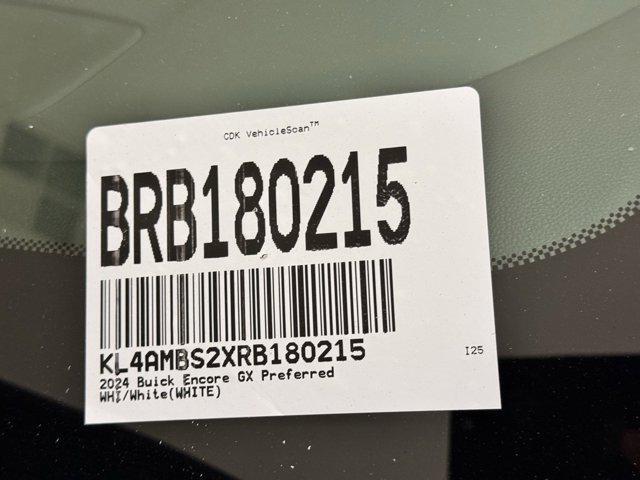 CDK VehicleScan™
BRB180215
KL4AMBS2XRB180215
I25
2024 Buick Encore GX Preferred
WHI/White(WHITE)